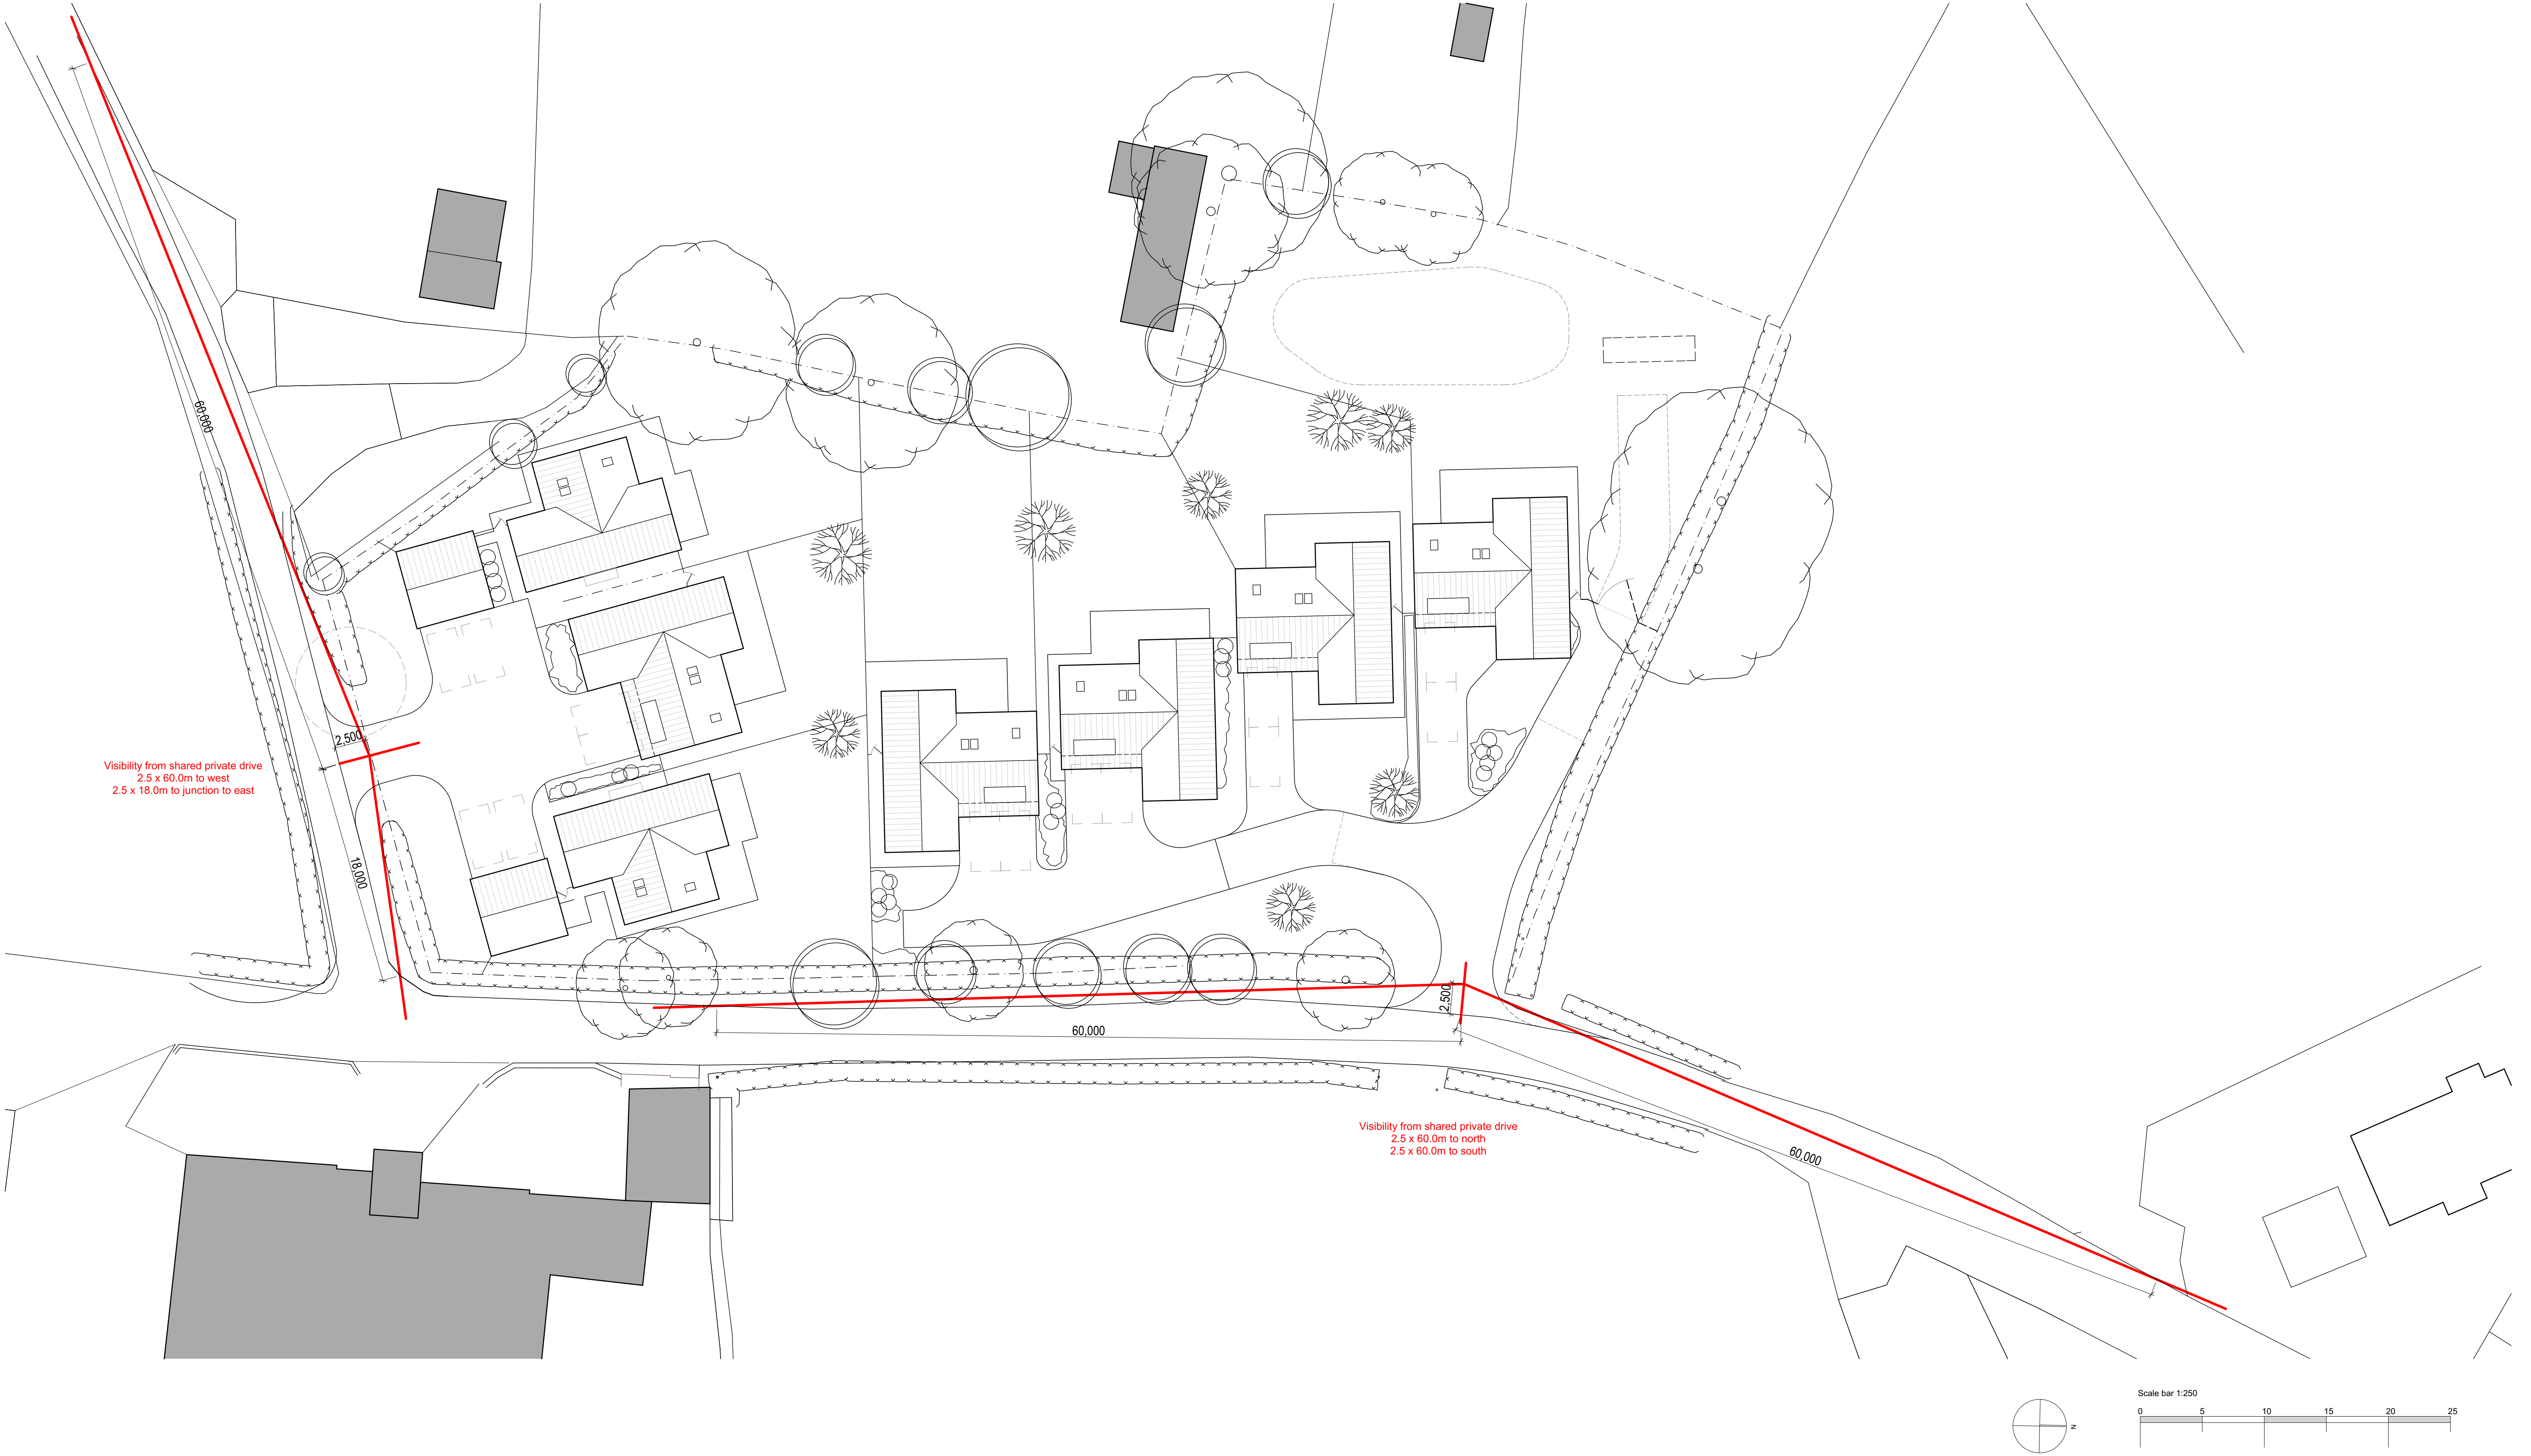 60,000
2,500
Visibility from shared private drive
2.5 x 60.0m to west
2.5 x 18.0m to junction to east
18,000
2,500
60,000
Visibility from shared private drive
2.5 x 60.0m to north
2.5 x 60.0m to south
60,000
N
Scale bar 1:250
0 5 10 15 20 25